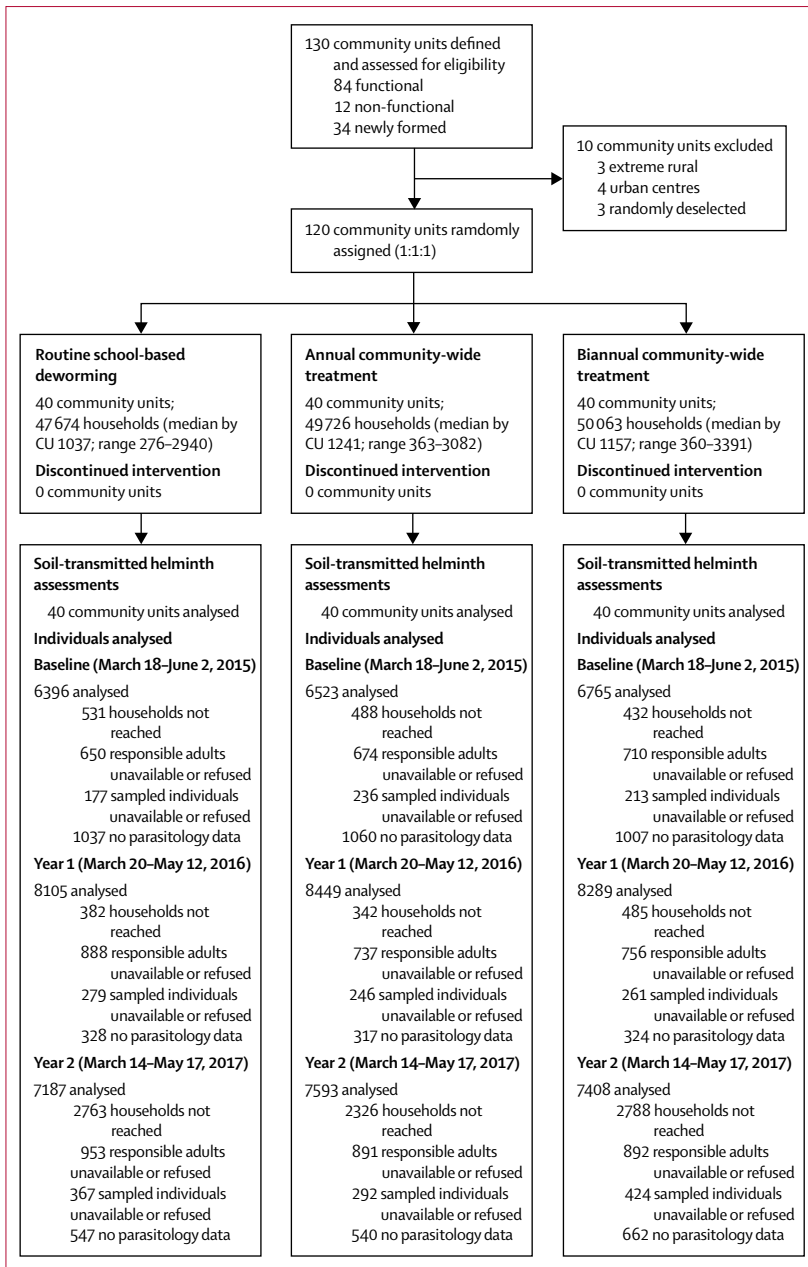 130 community units defined
and assessed for eligibility
84 functional
12 non-functional
34 newly formed
10 community units excluded
3 extreme rural
4 urban centres
3 randomly deselected
120 community units ramdomly
assigned (1:1:1)
Routine school-based
deworming
40 community units;
47 674 households (median by
CU 1037; range 276–2940)
Discontinued intervention
0 community units
Annual community-wide
treatment
40 community units;
49 726 households (median by
CU 1241; range 363–3082)
Discontinued intervention
0 community units
Biannual community-wide
treatment
40 community units;
50 063 households (median by
CU 1157; range 360–3391)
Discontinued intervention
0 community units
Soil-transmitted helminth
assessments
40 community units analysed
Individuals analysed
Baseline (March 18–June 2, 2015)
6396 analysed
531 households not
reached
650 responsible adults
unavailable or refused
177 sampled individuals
unavailable or refused
1037 no parasitology data
Year 1 (March 20–May 12, 2016)
8105 analysed
382 households not
reached
888 responsible adults
unavailable or refused
279 sampled individuals
unavailable or refused
328 no parasitology data
Year 2 (March 14–May 17, 2017)
7187 analysed
2763 households not
reached
953 responsible adults
unavailable or refused
367 sampled individuals
unavailable or refused
547 no parasitology data
Soil-transmitted helminth
assessments
40 community units analysed
Individuals analysed
Baseline (March 18–June 2, 2015)
6523 analysed
488 households not
reached
674 responsible adults
unavailable or refused
236 sampled individuals
unavailable or refused
1060 no parasitology data
Year 1 (March 20–May 12, 2016)
8449 analysed
342 households not
reached
737 responsible adults
unavailable or refused
246 sampled individuals
unavailable or refused
317 no parasitology data
Year 2 (March 14–May 17, 2017)
7593 analysed
2326 households not
reached
891 responsible adults
unavailable or refused
292 sampled individuals
unavailable or refused
540 no parasitology data
Soil-transmitted helminth
assessments
40 community units analysed
Individuals analysed
Baseline (March 18–June 2, 2015)
6765 analysed
432 households not
reached
710 responsible adults
unavailable or refused
213 sampled individuals
unavailable or refused
1007 no parasitology data
Year 1 (March 20–May 12, 2016)
8289 analysed
485 households not
reached
756 responsible adults
unavailable or refused
261 sampled individuals
unavailable or refused
324 no parasitology data
Year 2 (March 14–May 17, 2017)
7408 analysed
2788 households not
reached
892 responsible adults
unavailable or refused
424 sampled individuals
unavailable or refused
662 no parasitology data